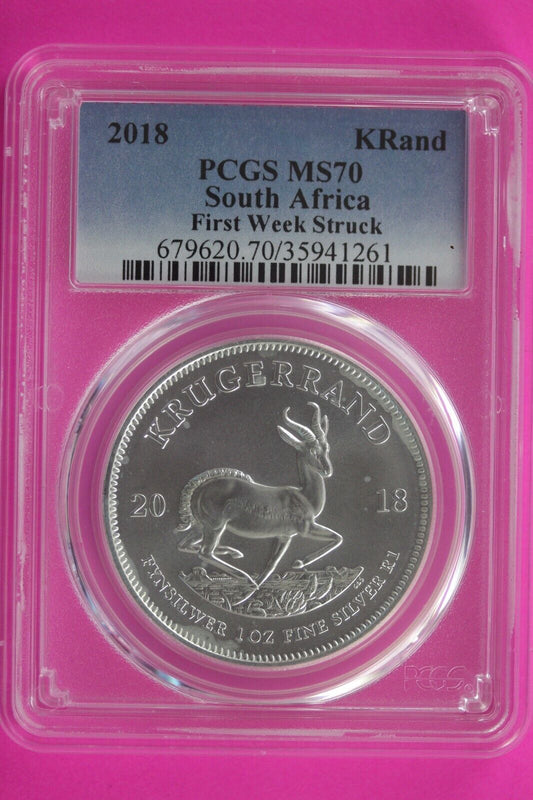 2018 KRand
PCGS MS70
South Africa
First Week Struck
679620.70/35941261
KRUGERRAND
20 18
FYNSILWER 1 OZ FINE SILVER R1
PCGS